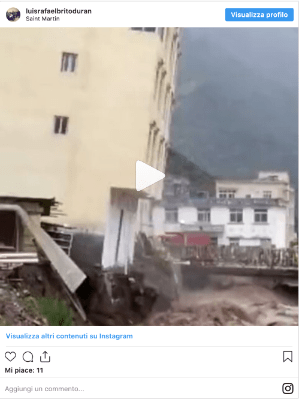 luisrafaelbritoduran
Saint Martin
Visualizza profilo
Visualizza altri contenuti su Instagram
Mi piace: 11
Aggiungi un commento...